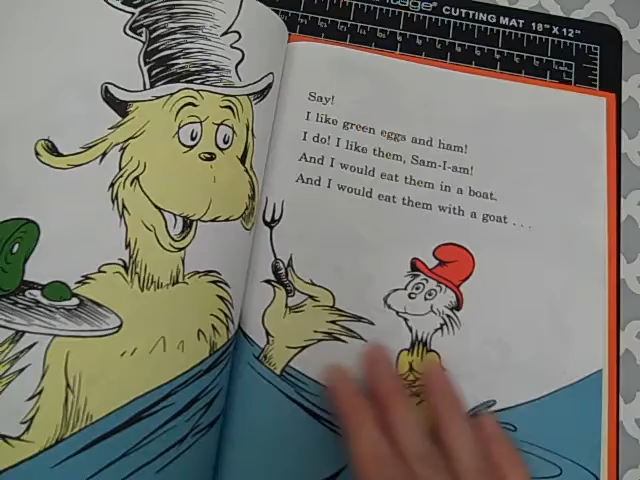 CUTTING MAT 18" X 12"
Say!
I like green eggs and ham!
I do! I like them, Sam-I-am!
And I would eat them in a boat.
And I would eat them with a goat . . .